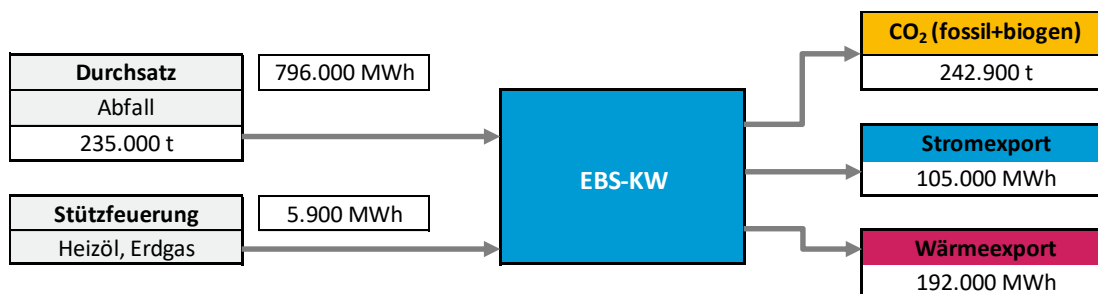 Durchsatz
Abfall
235.000 t
796.000 MWh
Stützfeuerung
Heizöl, Erdgas
5.900 MWh
EBS-KW
CO₂ (fossil+biogen)
242.900 t
Stromexport
105.000 MWh
Wärmeexport
192.000 MWh